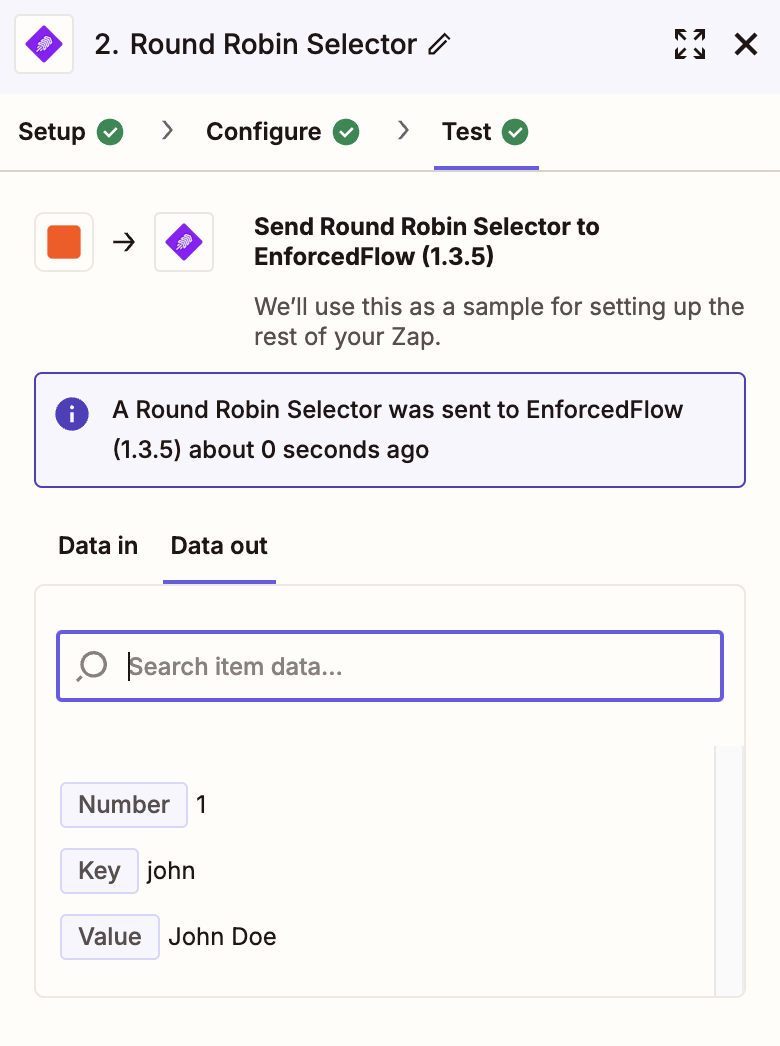 2. Round Robin Selector
Setup
Configure
Test
Send Round Robin Selector to
EnforcedFlow (1.3.5)
We’ll use this as a sample for setting up the
rest of your Zap.
A Round Robin Selector was sent to EnforcedFlow
(1.3.5) about 0 seconds ago
Data in
Data out
Search item data...
Number 1
Key john
Value John Doe